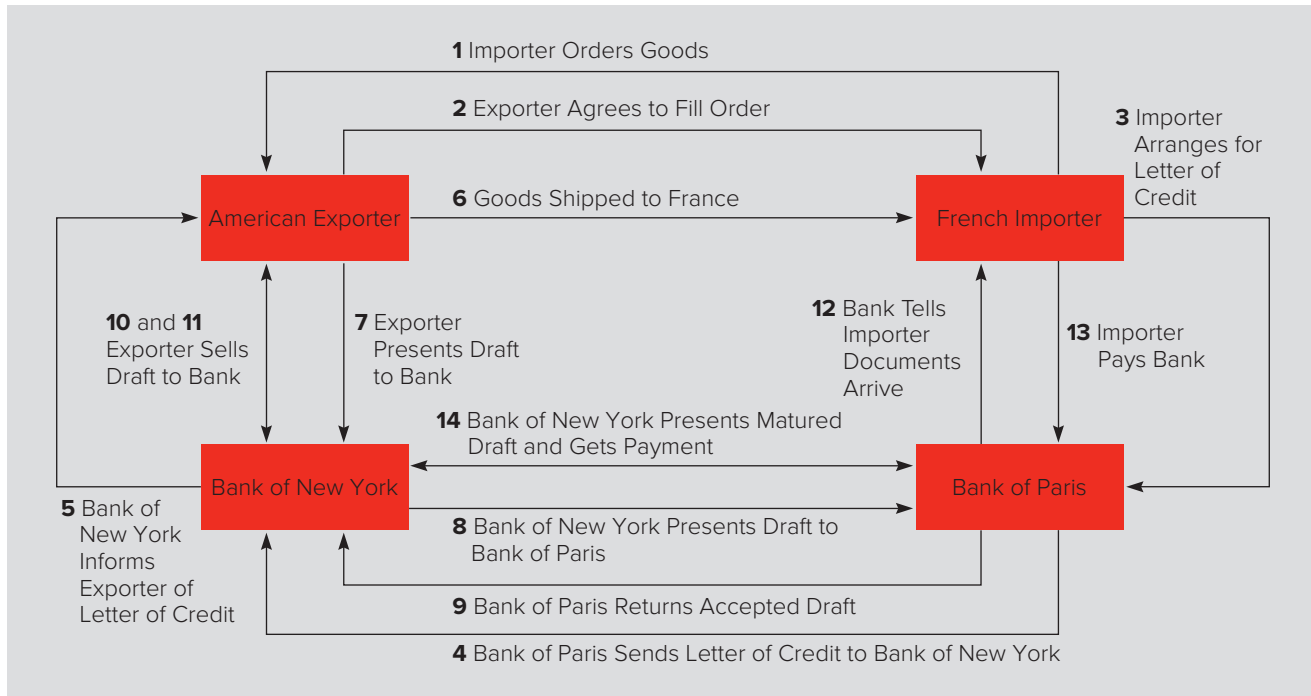 1 Importer Orders Goods
2 Exporter Agrees to Fill Order
3 Importer
Arranges for
Letter of
Credit
American Exporter
6 Goods Shipped to France
French Importer
10 and 11
Exporter Sells
Draft to Bank
7 Exporter
Presents Draft
to Bank
12 Bank Tells
Importer
Documents
Arrive
13 Importer
Pays Bank
14 Bank of New York Presents Matured
Draft and Gets Payment
Bank of New York
Bank of Paris
5 Bank of
New York
Informs
Exporter of
Letter of Credit
8 Bank of New York Presents Draft to
Bank of Paris
9 Bank of Paris Returns Accepted Draft
4 Bank of Paris Sends Letter of Credit to Bank of New York